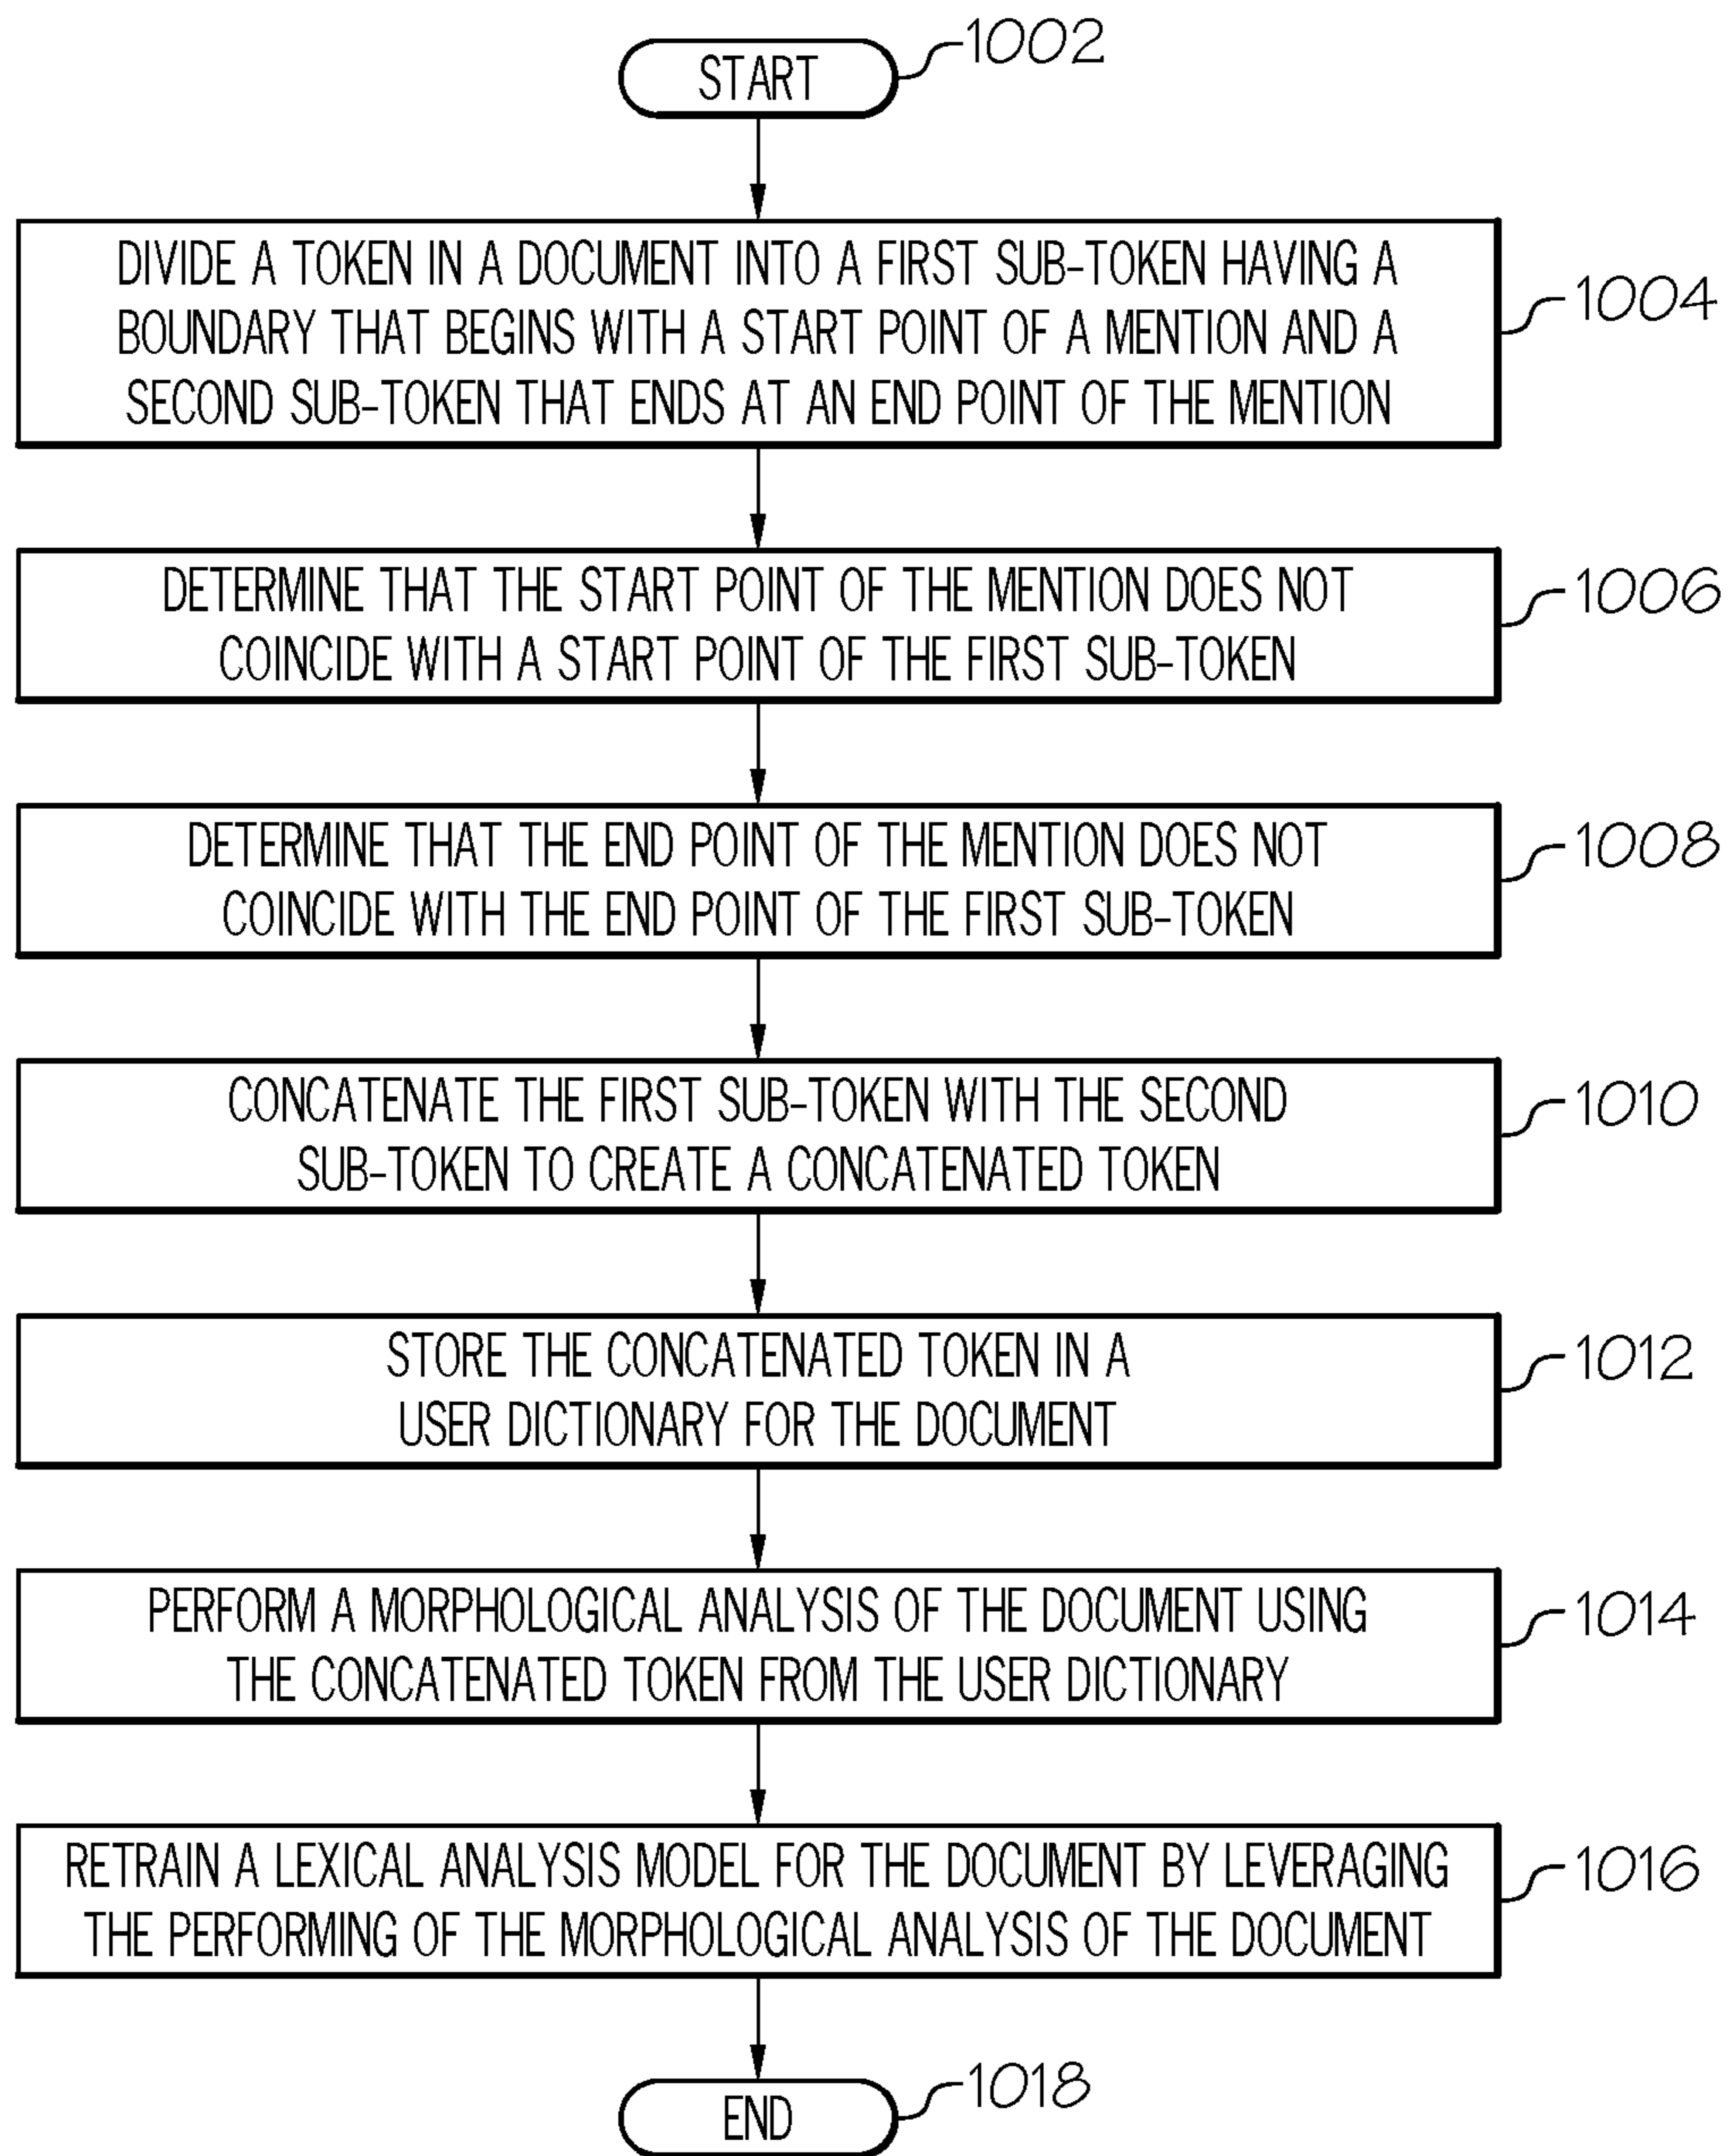 START
1002
DIVIDE A TOKEN IN A DOCUMENT INTO A FIRST SUB-TOKEN HAVING A
BOUNDARY THAT BEGINS WITH A START POINT OF A MENTION AND A
SECOND SUB-TOKEN THAT ENDS AT AN END POINT OF THE MENTION
1004
DETERMINE THAT THE START POINT OF THE MENTION DOES NOT
COINCIDE WITH A START POINT OF THE FIRST SUB-TOKEN
1006
DETERMINE THAT THE END POINT OF THE MENTION DOES NOT
COINCIDE WITH THE END POINT OF THE FIRST SUB-TOKEN
1008
CONCATENATE THE FIRST SUB-TOKEN WITH THE SECOND
SUB-TOKEN TO CREATE A CONCATENATED TOKEN
1010
STORE THE CONCATENATED TOKEN IN A
USER DICTIONARY FOR THE DOCUMENT
1012
PERFORM A MORPHOLOGICAL ANALYSIS OF THE DOCUMENT USING
THE CONCATENATED TOKEN FROM THE USER DICTIONARY
1014
RETRAIN A LEXICAL ANALYSIS MODEL FOR THE DOCUMENT BY LEVERAGING
THE PERFORMING OF THE MORPHOLOGICAL ANALYSIS OF THE DOCUMENT
1016
END
1018